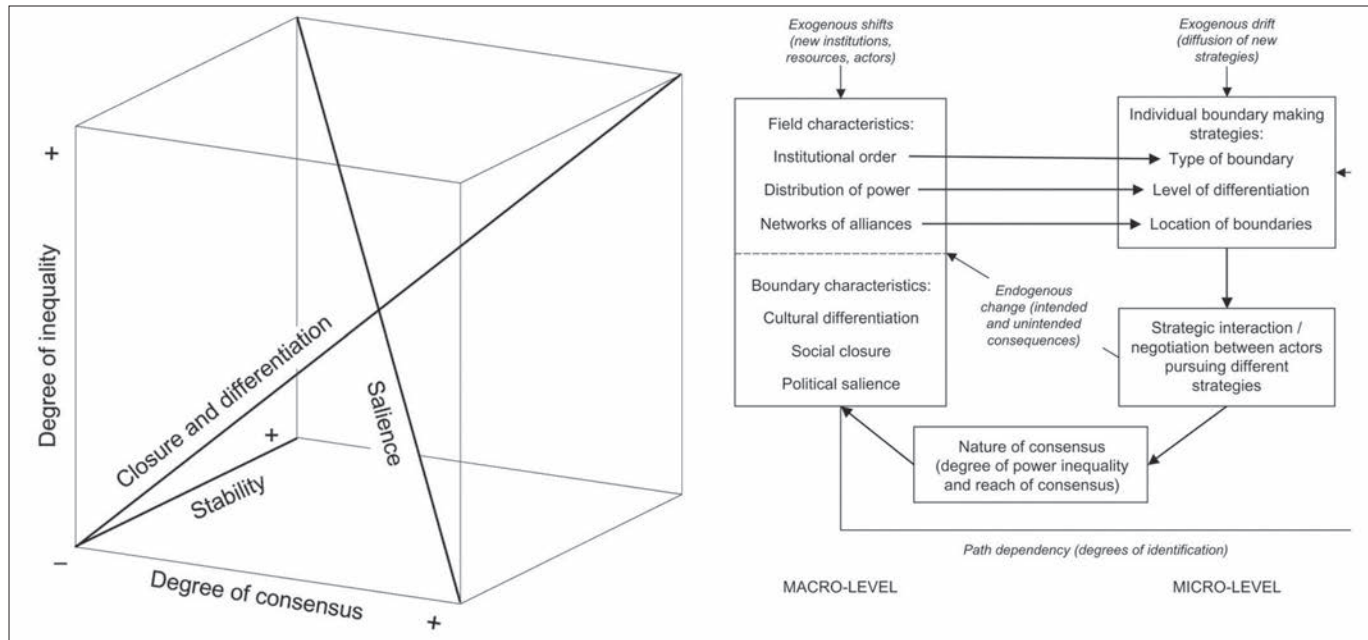 +
Degree of inequality
Closure and differentiation
Stability
+
Salience
−
Degree of consensus
+
Exogenous shifts
(new institutions,
resources, actors)
Field characteristics:
Institutional order
Distribution of power
Networks of alliances
Boundary characteristics:
Cultural differentiation
Social closure
Political salience
Exogenous drift
(diffusion of new
strategies)
Individual boundary making
strategies:
Type of boundary
Level of differentiation
Location of boundaries
Endogenous
change (intended
and unintended
consequences)
Strategic interaction /
negotiation between actors
pursuing different
strategies
Nature of consensus
(degree of power inequality
and reach of consensus)
Path dependency (degrees of identification)
MACRO-LEVEL
MICRO-LEVEL